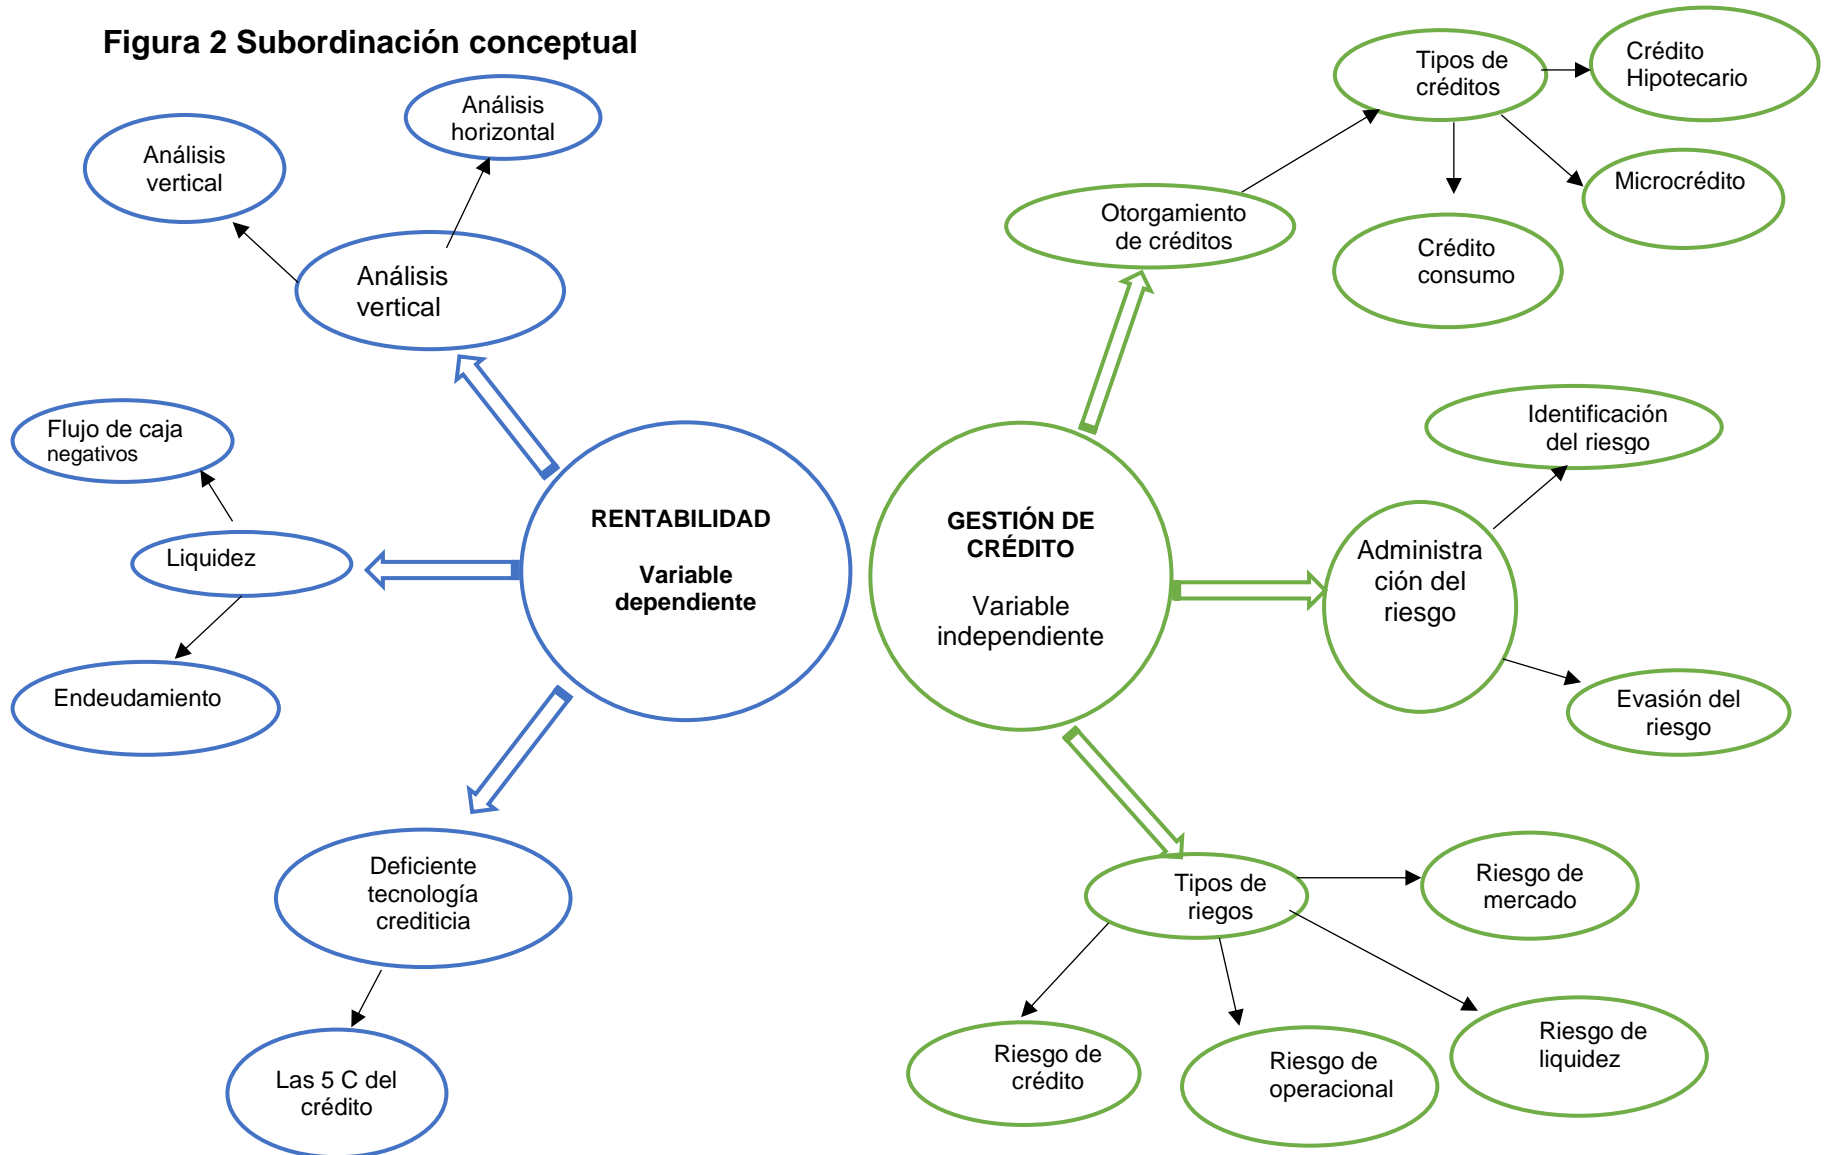 Figura 2 Subordinación conceptual
Análisis
horizontal
Análisis
vertical
Análisis
vertical
Flujo de caja
negativos
Liquidez
Endeudamiento
RENTABILIDAD
Variable
dependiente
Deficiente
tecnología
crediticia
Las 5 C del
crédito
Tipos de
créditos
Crédito
Hipotecario
Microcrédito
Crédito
consumo
Otorgamiento
de créditos
GESTIÓN DE
CRÉDITO
Variable
independiente
Identificación
del riesgo
Administra
ción del
riesgo
Evasión del
riesgo
Tipos de
riegos
Riesgo de
mercado
Riesgo de
liquidez
Riesgo de
operacional
Riesgo de
crédito